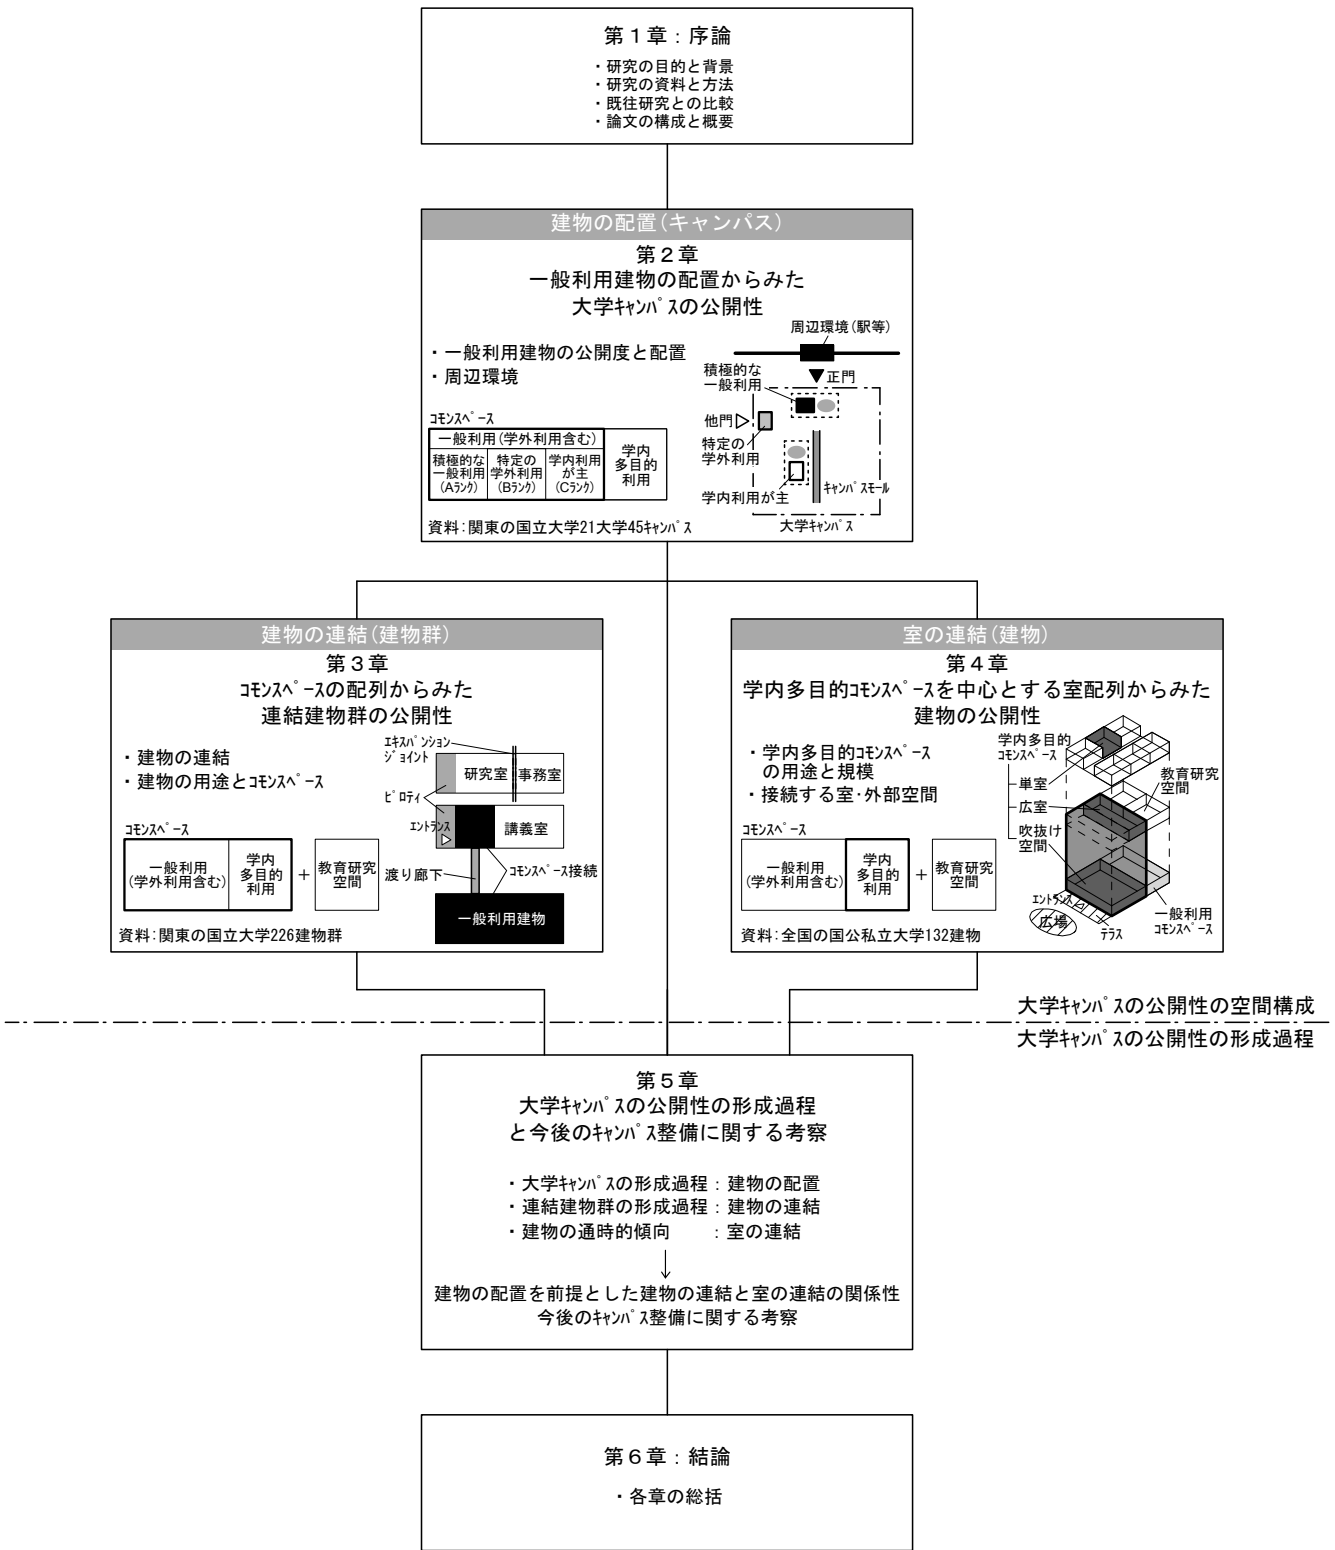 第１章：序論
・研究の目的と背景
・研究の資料と方法
・既往研究との比較
・論文の構成と概要
建物の配置(キャンパス)
第２章
一般利用建物の配置からみた
大学ｷｬﾝﾊﾟｽの公開性
・一般利用建物の公開度と配置
・周辺環境
ｺﾓﾝｽﾍﾟｰｽ
一般利用(学外利用含む)
積極的な
一般利用
(Aﾗﾝｸ)
特定の
学外利用
(Bﾗﾝｸ)
学内利用
が主
(Cﾗﾝｸ)
学内
多目的
利用
資料:関東の国立大学21大学45ｷｬﾝﾊﾟｽ
周辺環境(駅等)
積極的な
一般利用
正門
他門
特定の
学外利用
学内利用が主
ｷｬﾝﾊﾟｽﾓｰﾙ
大学ｷｬﾝﾊﾟｽ
建物の連結(建物群)
第３章
ｺﾓﾝｽﾍﾟｰｽの配列からみた
連結建物群の公開性
・建物の連結
・建物の用途とｺﾓﾝｽﾍﾟｰｽ
ｺﾓﾝｽﾍﾟｰｽ
一般利用
(学外利用含む)
学内
多目的
利用
+
教育研究
空間
資料:関東の国立大学226建物群
ｴｷｽﾊﾟﾝｼｮﾝ
ｼﾞｮｲﾝﾄ
研究室
事務室
ﾋﾟﾛﾃｨ
ｴﾝﾄﾗﾝｽ
講義室
渡り廊下
ｺﾓﾝｽﾍﾟｰｽ接続
一般利用建物
室の連結(建物)
第４章
学内多目的ｺﾓﾝｽﾍﾟｰｽを中心とする室配列からみた
建物の公開性
・学内多目的ｺﾓﾝｽﾍﾟｰｽ
の用途と規模
・接続する室･外部空間
ｺﾓﾝｽﾍﾟｰｽ
一般利用
(学外利用含む)
学内
多目的
利用
+
教育研究
空間
資料:全国の国公私立大学132建物
学内多目的
ｺﾓﾝｽﾍﾟｰｽ
単室
広室
吹抜け
空間
教育研究
空間
ｴﾝﾄﾗﾝｽ
広場
ﾃﾗｽ
一般利用
ｺﾓﾝｽﾍﾟｰｽ
大学ｷｬﾝﾊﾟｽの公開性の空間構成
大学ｷｬﾝﾊﾟｽの公開性の形成過程
第５章
大学ｷｬﾝﾊﾟｽの公開性の形成過程
と今後のｷｬﾝﾊﾟｽ整備に関する考察
・大学ｷｬﾝﾊﾟｽの形成過程：建物の配置
・連結建物群の形成過程：建物の連結
・建物の通時的傾向　　：室の連結
建物の配置を前提とした建物の連結と室の連結の関係性
今後のｷｬﾝﾊﾟｽ整備に関する考察
第６章：結論
・各章の総括